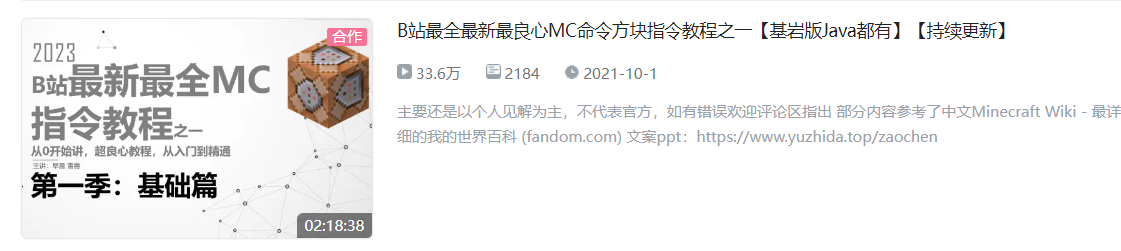 合作
2023
B站最新最全MC
指令教程之一
从0开始讲，超良心教程，从入门到精通
主讲：早晨 雷兽
第一季：基础篇
02:18:38
B站最全最新最良心MC命令方块指令教程之一【基岩版Java都有】【持续更新】
33.6万 2184 2021-10-1
主要还是以个人见解为主，不代表官方，如有错误欢迎评论区指出 部分内容参考了中文Minecraft Wiki - 最详
细的我的世界百科 (fandom.com) 文案ppt：https://www.yuzhida.top/zaochen